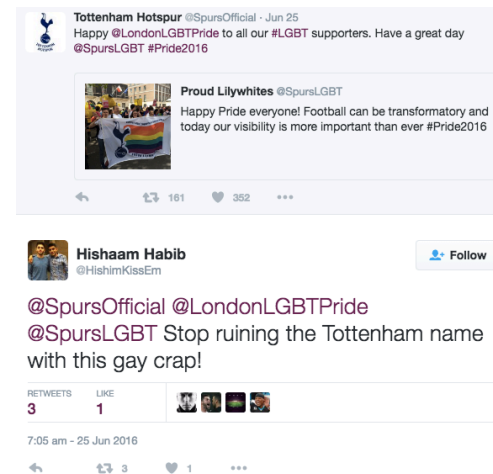 Tottenham Hotspur @SpursOfficial · Jun 25
Happy @LondonLGBTPride to all our #LGBT supporters. Have a great day
@SpursLGBT #Pride2016
Proud Lilywhites @SpursLGBT
Happy Pride everyone! Football can be transformatory and
today our visibility is more important than ever #Pride2016
161 352
Hishaam Habib
@HishimKissEm
Follow
@SpursOfficial @LondonLGBTPride
@SpursLGBT Stop ruining the Tottenham name
with this gay crap!
RETWEETS LIKE
3 1
7:05 am - 25 Jun 2016
3 1